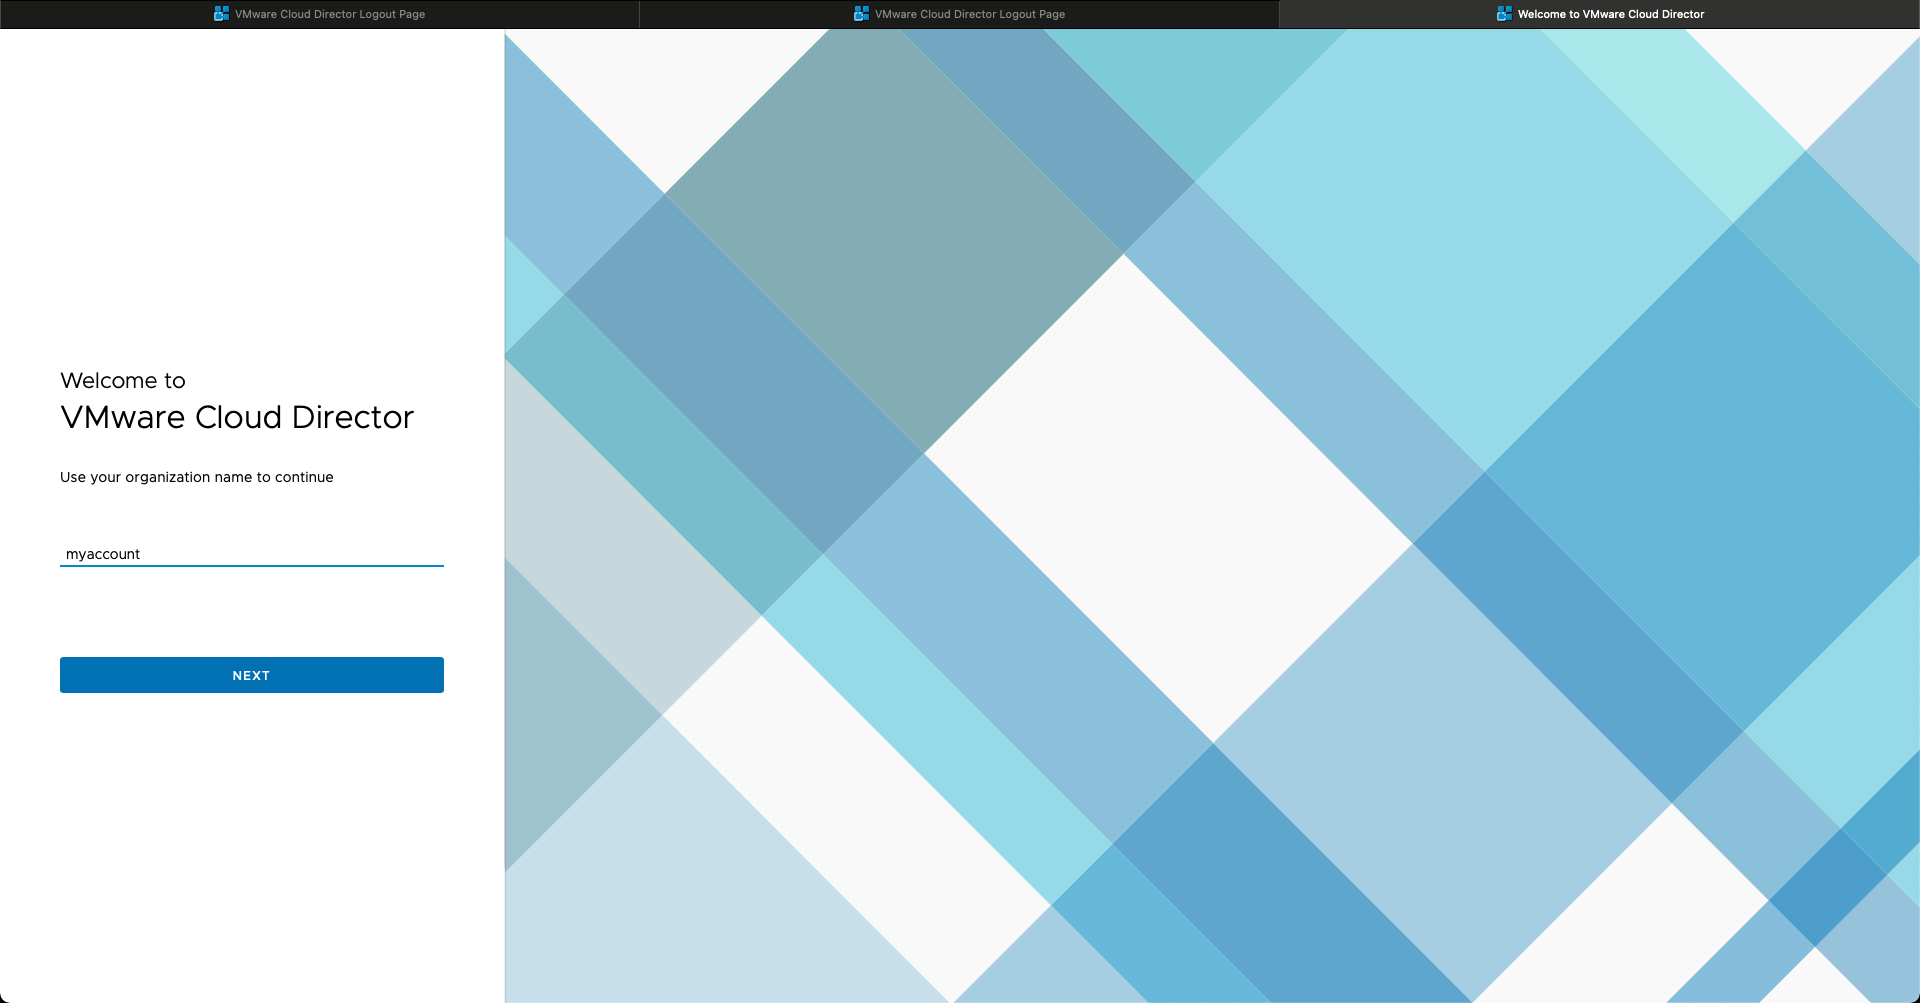 VMware Cloud Director Logout Page
VMware Cloud Director Logout Page
Welcome to VMware Cloud Director
Welcome to
VMware Cloud Director
Use your organization name to continue
myaccount
NEXT